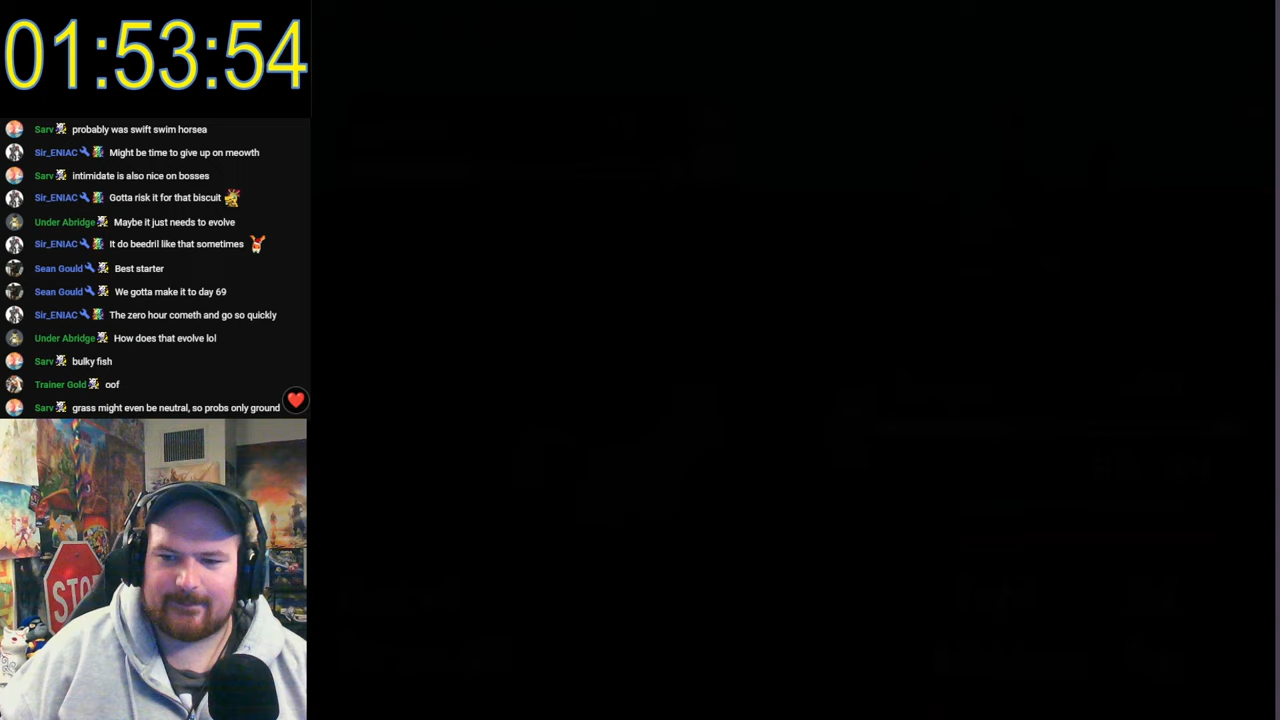 01:53:54
Sarv probably was swift swim horsea
Sir_ENIAC Might be time to give up on meowth
Sarv intimidate is also nice on bosses
Sir_ENIAC Gotta risk it for that biscuit
Under Abridge Maybe it just needs to evolve
Sir_ENIAC It do beedril like that sometimes
Sean Gould Best starter
Sean Gould We gotta make it to day 69
Sir_ENIAC The zero hour cometh and go so quickly
Under Abridge How does that evolve lol
Sarv bulky fish
Trainer Gold oof
Sarv grass might even be neutral, so probs only ground
STOP